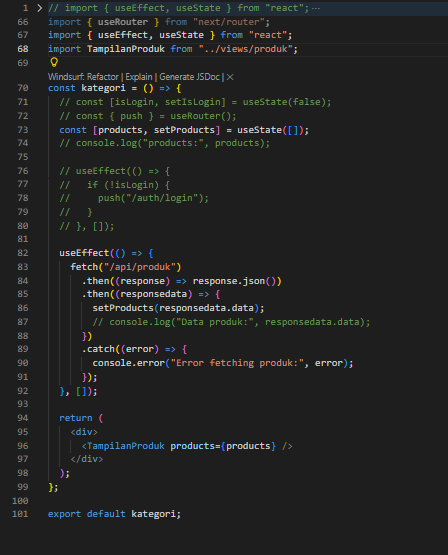 1 > // import { useEffect, useState } from "react"; ...
66 import { useRouter } from "next/router";
67 import { useEffect, useState } from "react";
68 import TampilanProduk from "../views/produk";
69
Windsurf: Refactor | Explain | Generate JSDoc | ×
70 const kategori = () => {
71 // const [isLogin, setIsLogin] = useState(false);
72 // const { push } = useRouter();
73 const [products, setProducts] = useState([]);
74 // console.log("products:", products);
75
76 // useEffect(() => {
77 // if (!isLogin) {
78 // push("/auth/login");
79 // }
80 // }, []);
81
82 useEffect(() => {
83 fetch("/api/produk")
84 .then((response) => response.json())
85 .then((responsedata) => {
86 setProducts(responsedata.data);
87 // console.log("Data produk:", responsedata.data);
88 })
89 .catch((error) => {
90 console.error("Error fetching produk:", error);
91 });
92 }, []);
93
94 return (
95 <div>
96 <TampilanProduk products={products} />
97 </div>
98 );
99 };
100
101 export default kategori;